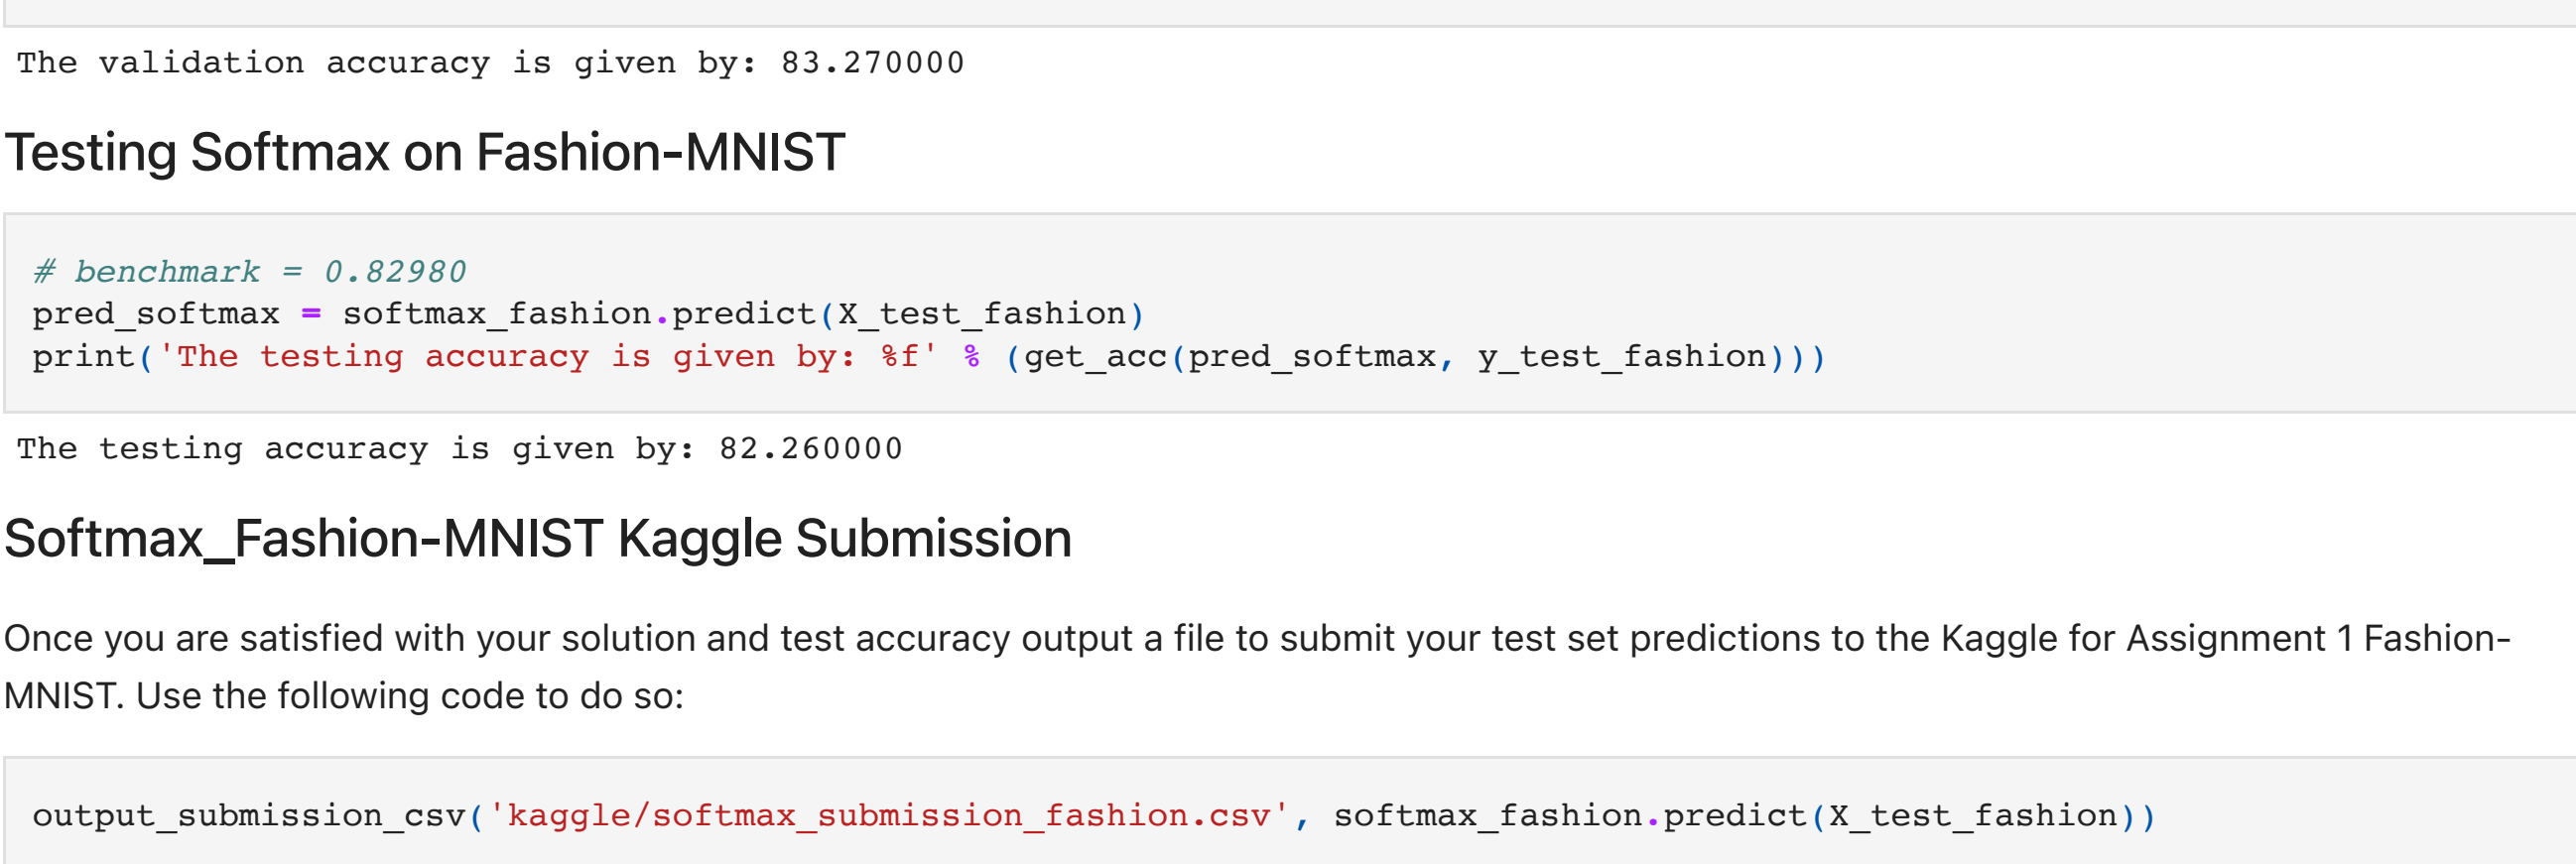 The validation accuracy is given by: 83.270000
Testing Softmax on Fashion-MNIST
# benchmark = 0.82980
pred_softmax = softmax_fashion.predict(X_test_fashion)
print('The testing accuracy is given by: %f' % (get_acc(pred_softmax, y_test_fashion)))
The testing accuracy is given by: 82.260000
Softmax_Fashion-MNIST Kaggle Submission
Once you are satisfied with your solution and test accuracy output a file to submit your test set predictions to the Kaggle for Assignment 1 Fashion-
MNIST. Use the following code to do so:
output_submission_csv('kaggle/softmax_submission_fashion.csv', softmax_fashion.predict(X_test_fashion))